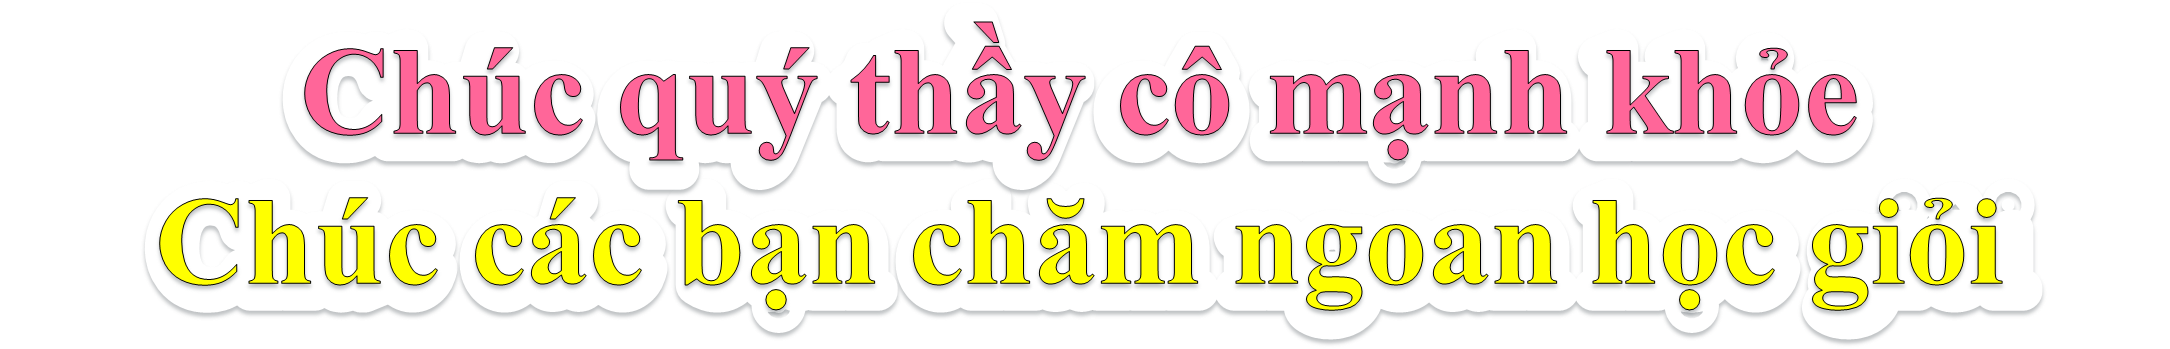 Chúc quý thầy cô mạnh khỏe
Chúc các bạn chăm ngoan học giỏi